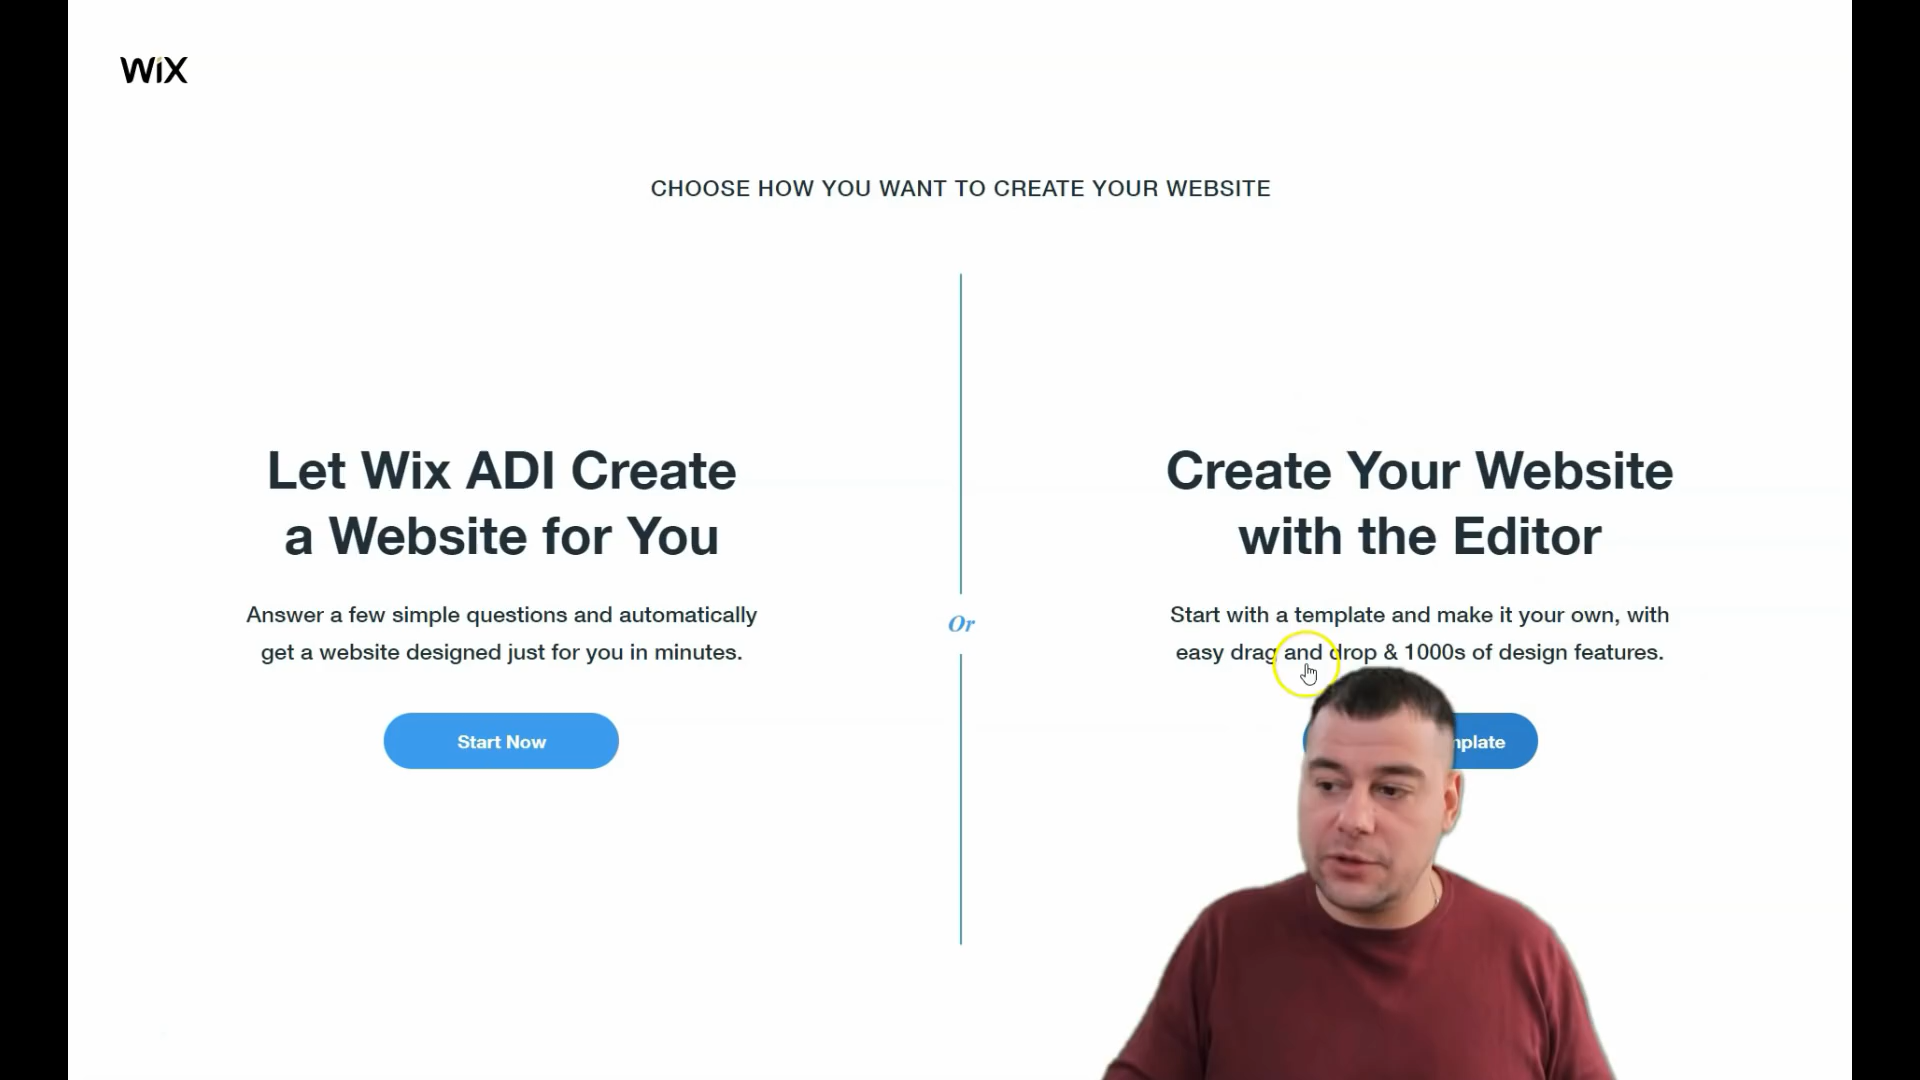 WiX
CHOOSE HOW YOU WANT TO CREATE YOUR WEBSITE
Let Wix ADI Create
a Website for You
Answer a few simple questions and automatically
get a website designed just for you in minutes.
Start Now
Or
Create Your Website
with the Editor
Start with a template and make it your own, with
easy drag and drop & 1000s of design features.